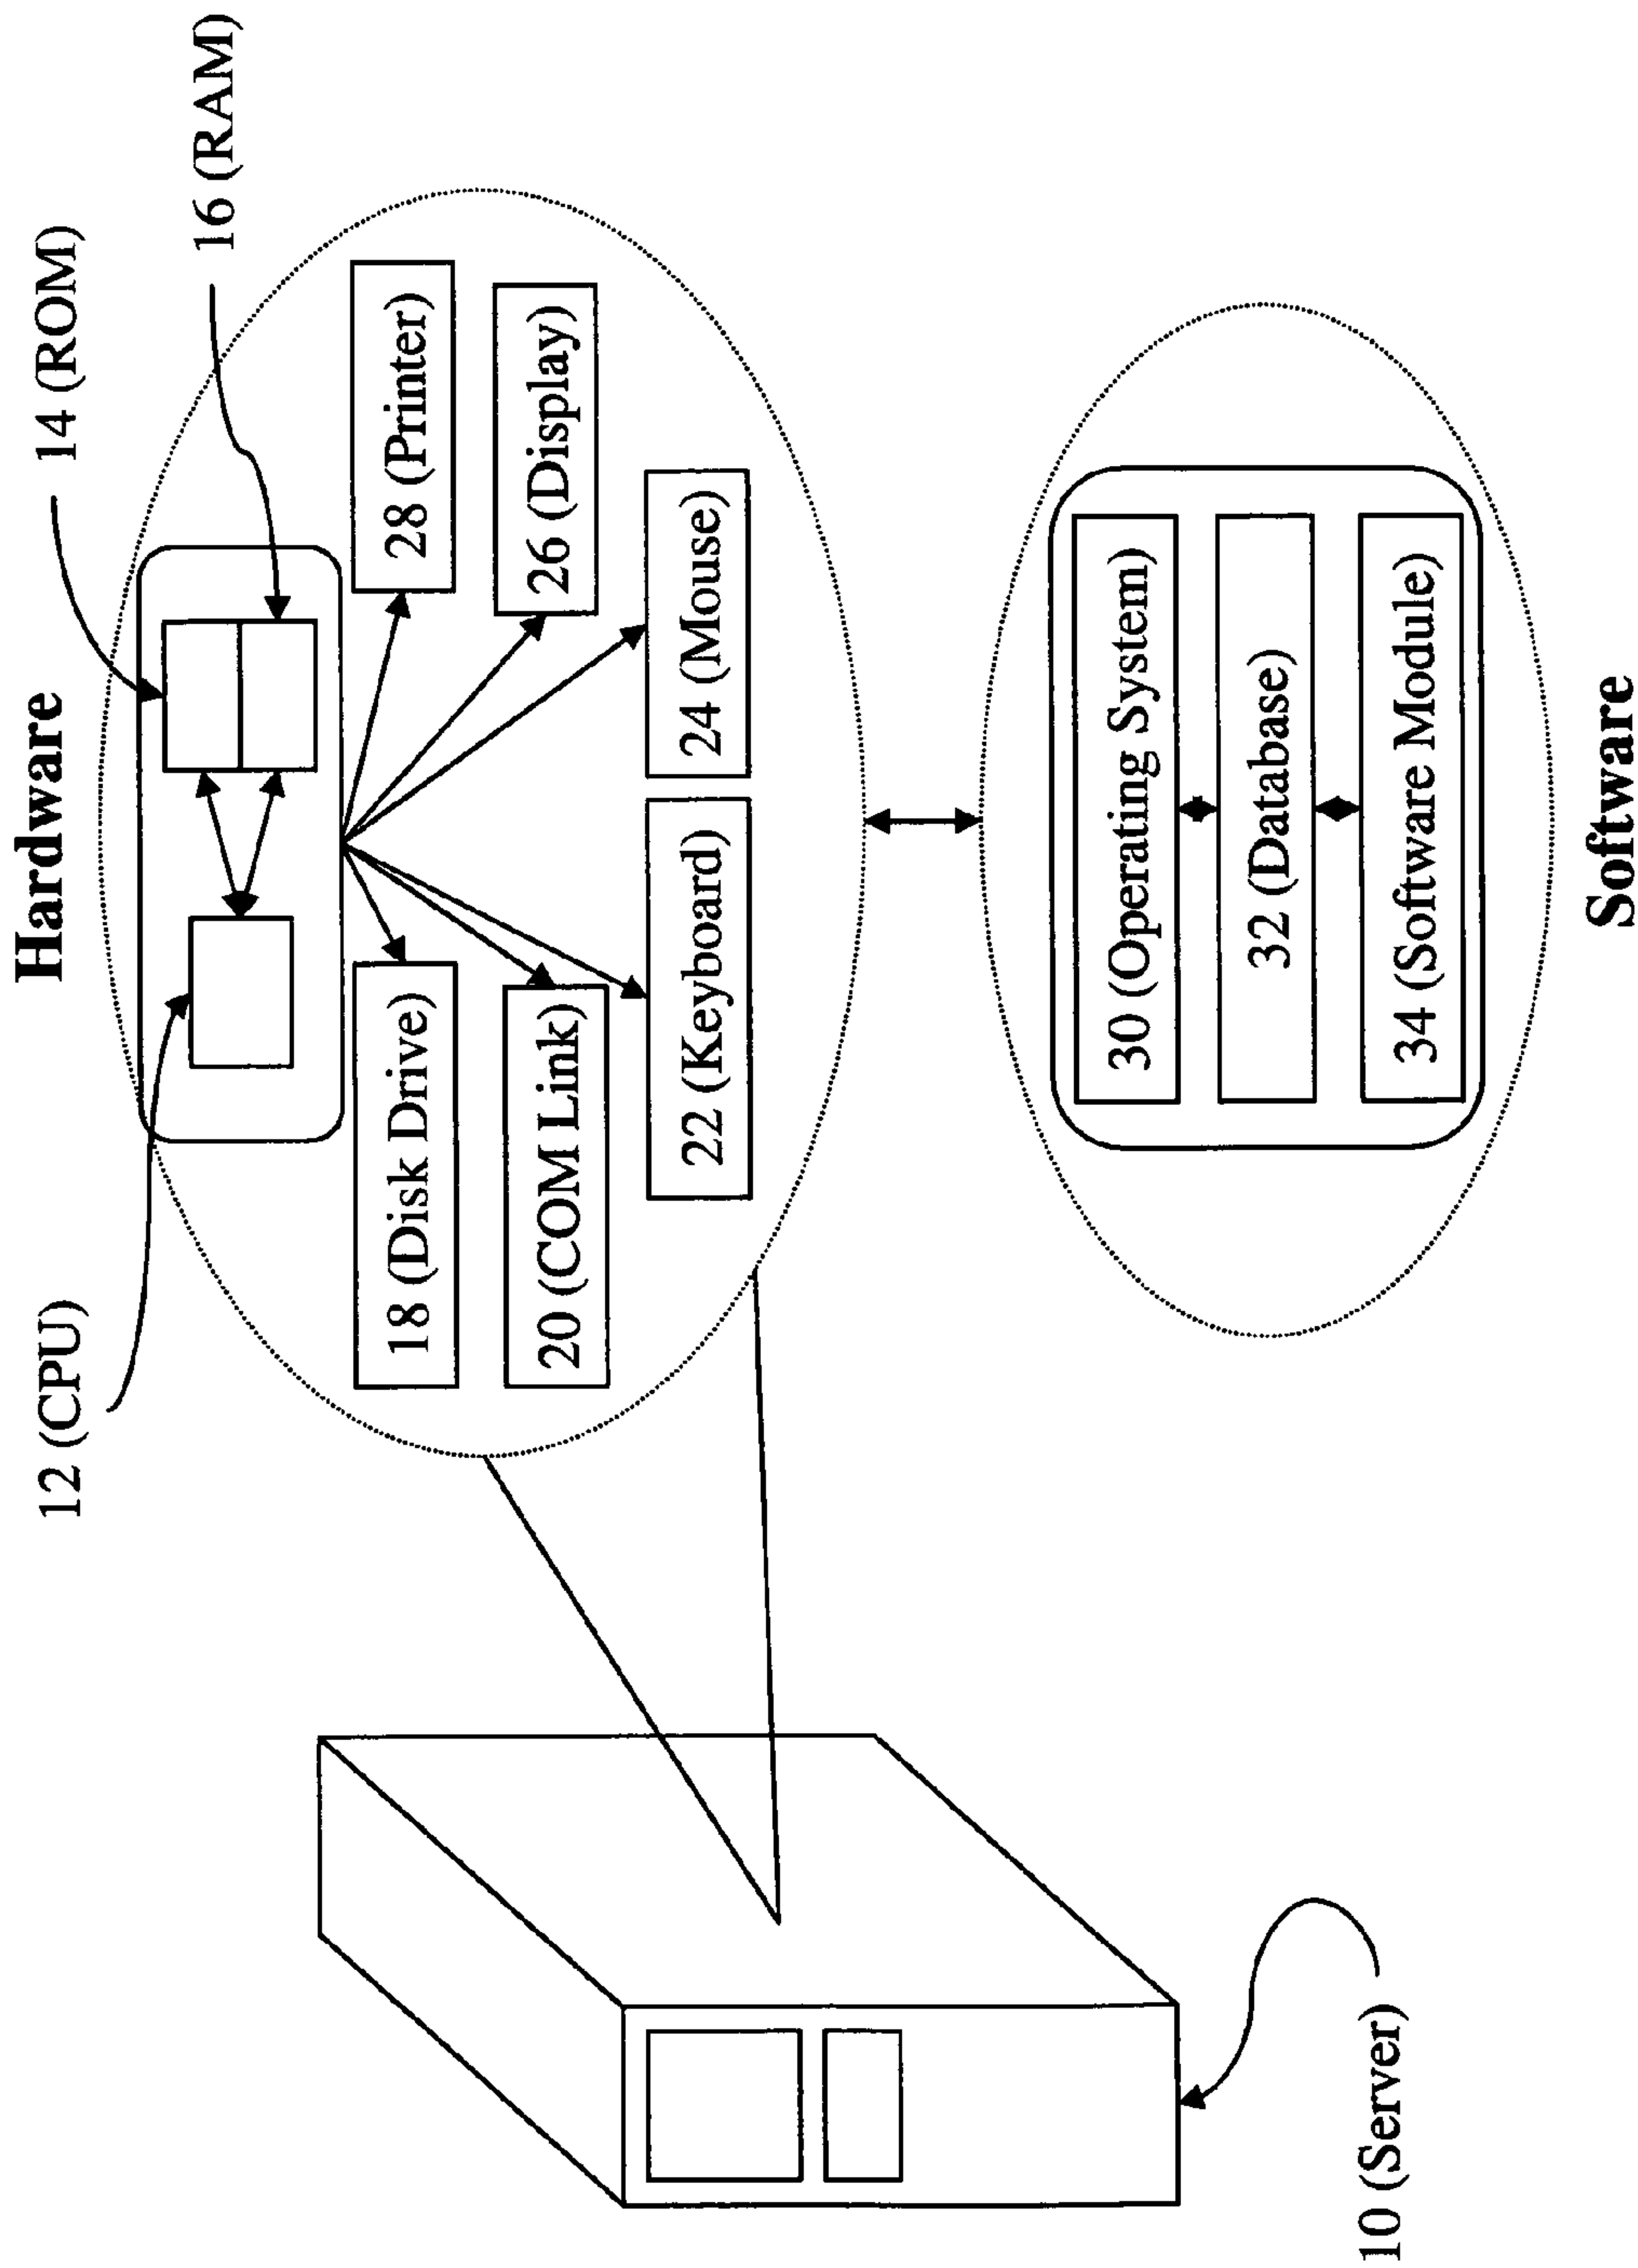 Hardware
12 (CPU)
14 (ROM)
16 (RAM)
18 (Disk Drive)
28 (Printer)
20 (COM Link)
26 (Display)
22 (Keyboard)
24 (Mouse)
30 (Operating System)
32 (Database)
34 (Software Module)
10 (Server)
Software